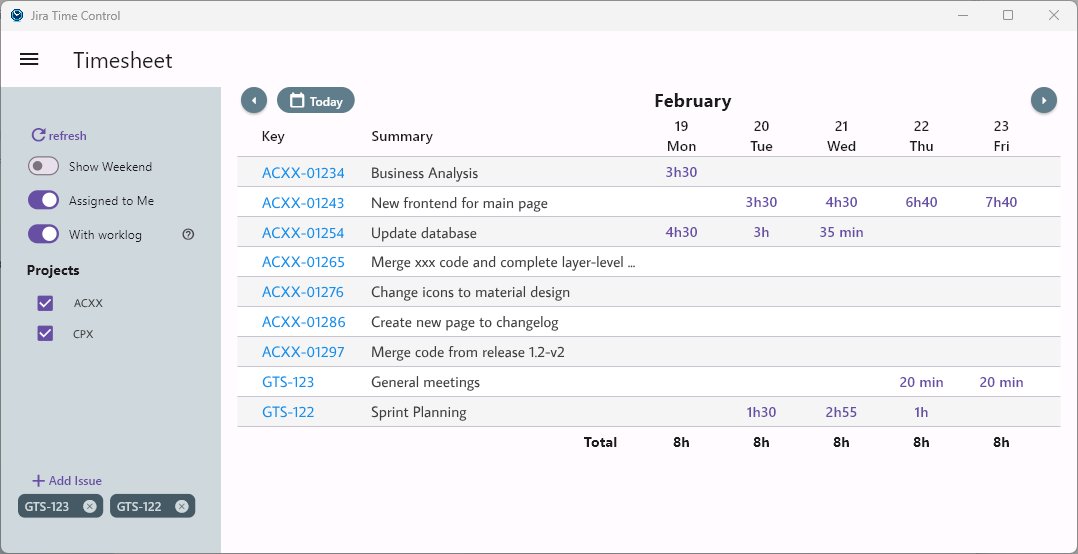 Jira Time Control
Timesheet
refresh
Show Weekend
Assigned to Me
With worklog
Projects
ACXX
CPX
Add Issue
GTS-123 GTS-122
Today February
Key Summary 19 Mon 20 Tue 21 Wed 22 Thu 23 Fri
ACXX-01234 Business Analysis 3h30
ACXX-01243 New frontend for main page 3h30 4h30 6h40 7h40
ACXX-01254 Update database 4h30 3h 35 min
ACXX-01265 Merge xxx code and complete layer-level ...
ACXX-01276 Change icons to material design
ACXX-01286 Create new page to changelog
ACXX-01297 Merge code from release 1.2-v2
GTS-123 General meetings 20 min 20 min
GTS-122 Sprint Planning 1h30 2h55 1h
Total 8h 8h 8h 8h 8h